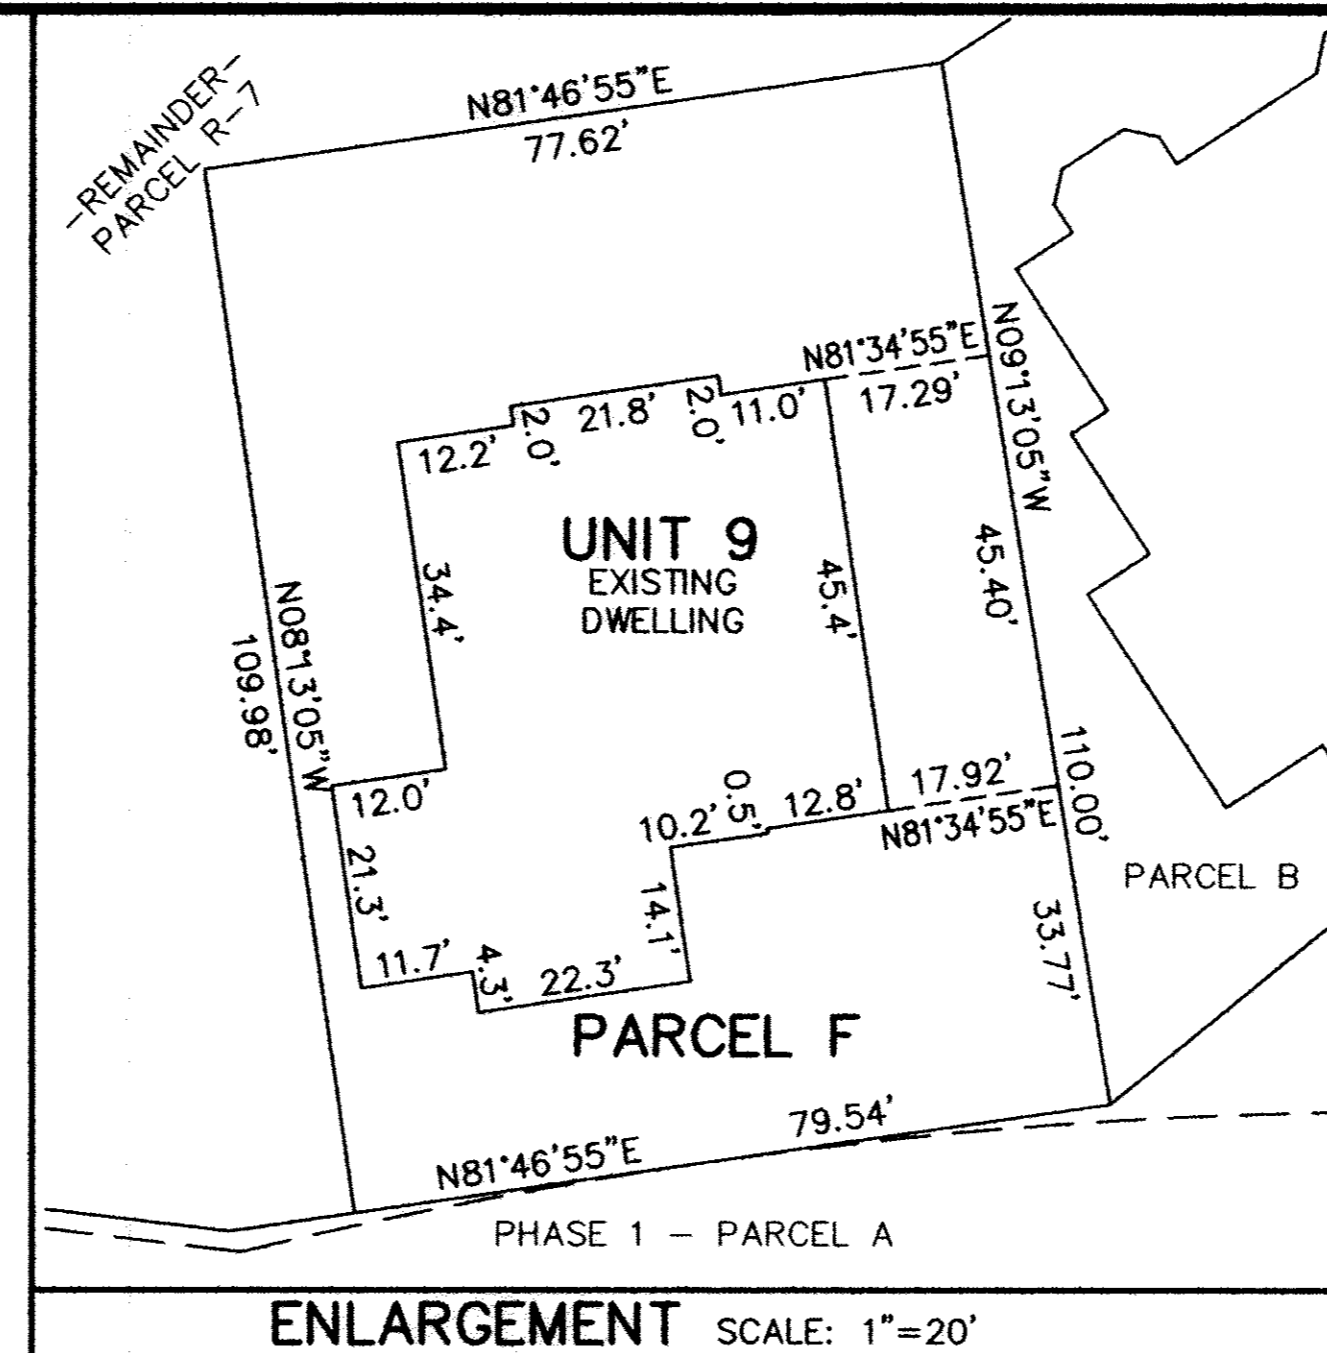 -REMAINDER-
PARCEL R-7
N81°46'55"E
77.62'
N81°34'55"E
17.29'
N09°13'05"W
2.0'
21.8'
2.0'
11.0'
12.2'
UNIT 9
EXISTING
DWELLING
34.4'
45.4'
45.40'
N08°13'05"W
109.98'
12.0'
10.2'
0.5'
12.8'
17.92'
N81°34'55"E
110.00'
PARCEL B
21.3'
14.1'
33.77'
11.7'
4.3'
22.3'
PARCEL F
79.54'
N81°46'55"E
PHASE 1 - PARCEL A
ENLARGEMENT SCALE: 1"=20'